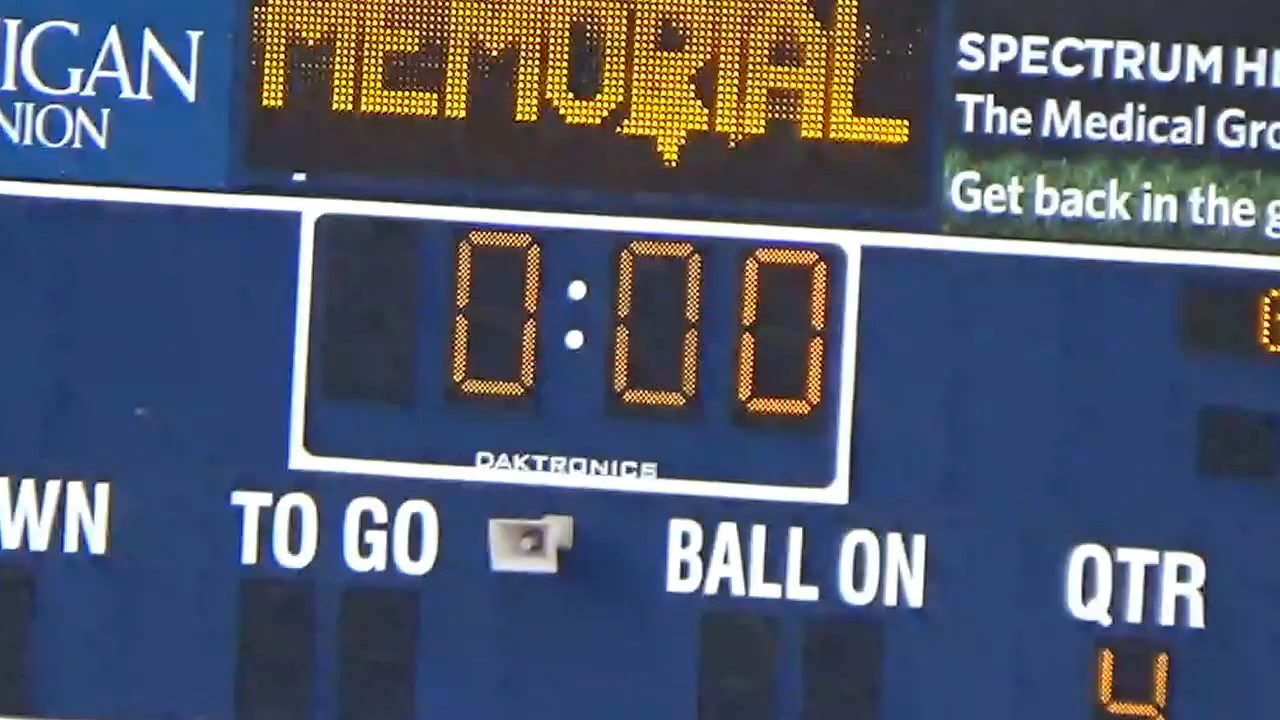 IGAN
NION
MEMORIAL
SPECTRUM HE
The Medical Gro
Get back in the g
0:00
DAKTRONICS
WN
TO GO
BALL ON
QTR
4